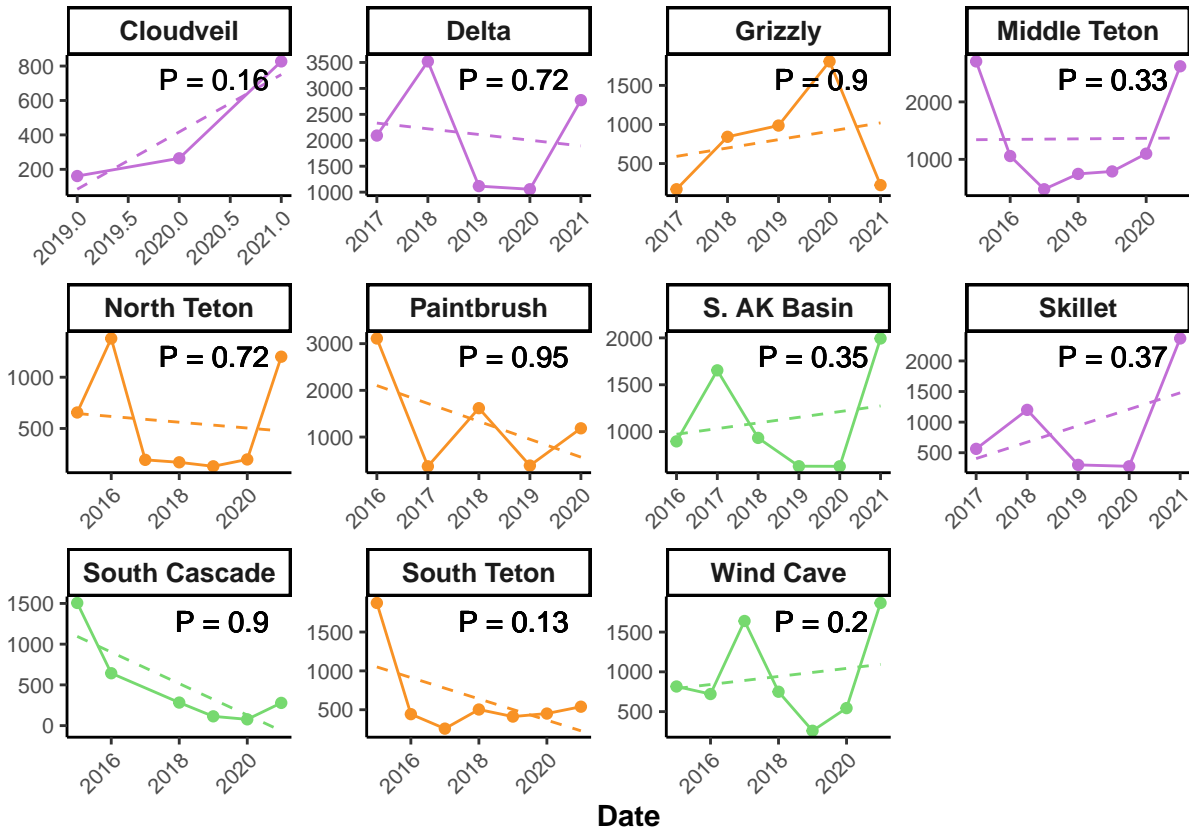 Cloudveil
P = 0.16
800
600
400
200
2019.0 2019.5 2020.0 2020.5 2021.0
Delta
P = 0.72
3500
3000
2500
2000
1500
1000
2017 2018 2019 2020 2021
Grizzly
P = 0.9
1500
1000
500
2017 2018 2019 2020 2021
Middle Teton
P = 0.33
2000
1000
2016 2018 2020
North Teton
P = 0.72
1000
500
2016 2018 2020
Paintbrush
P = 0.95
3000
2000
1000
2016 2017 2018 2019 2020
S. AK Basin
P = 0.35
2000
1500
1000
2016 2017 2018 2019 2020 2021
Skillet
P = 0.37
2000
1500
1000
500
2017 2018 2019 2020 2021
South Cascade
P = 0.9
1500
1000
500
0
2016 2018 2020
South Teton
P = 0.13
1500
1000
500
2016 2018 2020
Wind Cave
P = 0.2
1500
1000
500
2016 2018 2020
Date